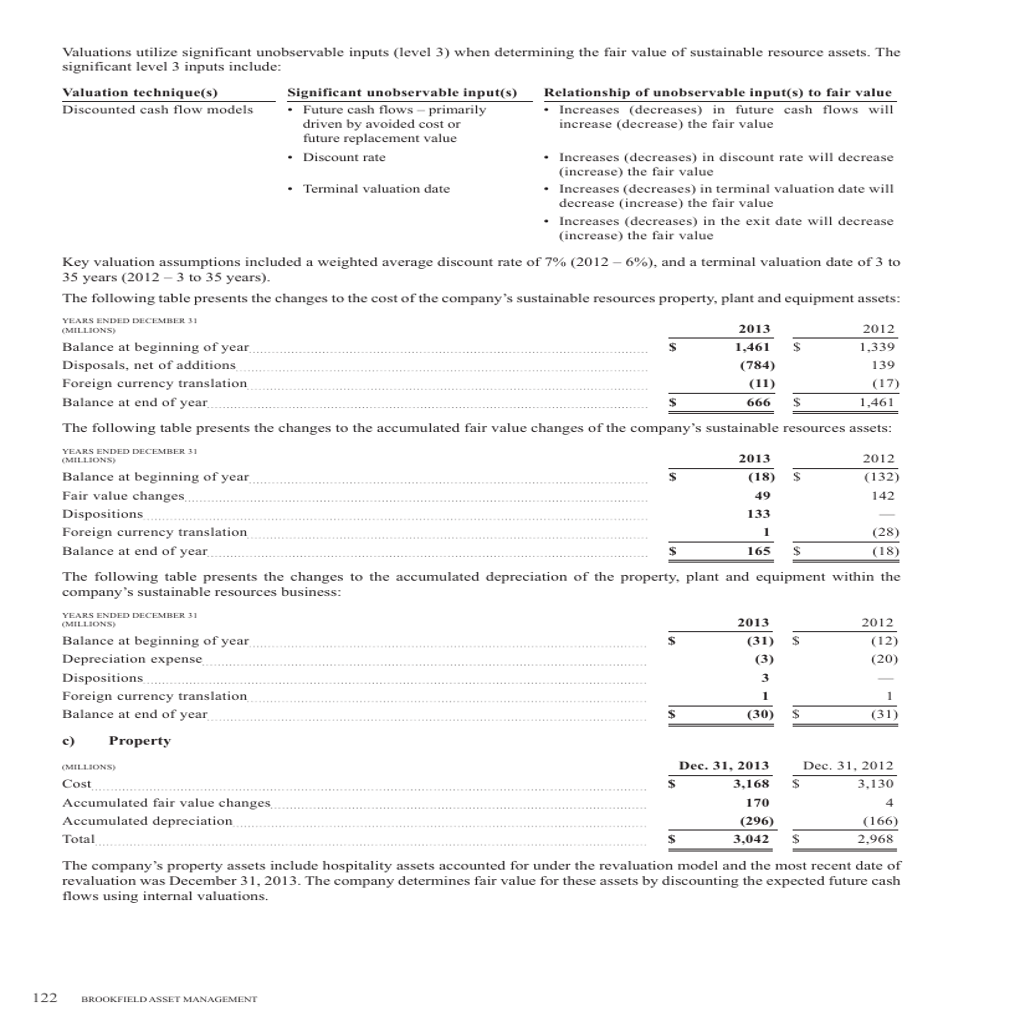 Valuations utilize significant unobservable inputs (level 3) when determining the fair value of sustainable resource assets. The
significant level 3 inputs include:
Valuation technique(s) Significant unobservable input(s) Relationship of unobservable input(s) to fair value
Discounted cash flow models • Future cash flows – primarily • Increases (decreases) in future cash flows will
driven by avoided cost or increase (decrease) the fair value
future replacement value
• Discount rate • Increases (decreases) in discount rate will decrease
(increase) the fair value
• Terminal valuation date • Increases (decreases) in terminal valuation date will
decrease (increase) the fair value
• Increases (decreases) in the exit date will decrease
(increase) the fair value
Key valuation assumptions included a weighted average discount rate of 7% (2012 – 6%), and a terminal valuation date of 3 to
35 years (2012 – 3 to 35 years).
The following table presents the changes to the cost of the company's sustainable resources property, plant and equipment assets:
YEARS ENDED DECEMBER 31
(MILLIONS) 2013 2012
Balance at beginning of year $ 1,461 $ 1,339
Disposals, net of additions (784) 139
Foreign currency translation (11) (17)
Balance at end of year $ 666 $ 1,461
The following table presents the changes to the accumulated fair value changes of the company's sustainable resources assets:
YEARS ENDED DECEMBER 31
(MILLIONS) 2013 2012
Balance at beginning of year $ (18) $ (132)
Fair value changes 49 142
Dispositions 133 —
Foreign currency translation 1 (28)
Balance at end of year $ 165 $ (18)
The following table presents the changes to the accumulated depreciation of the property, plant and equipment within the
company's sustainable resources business:
YEARS ENDED DECEMBER 31
(MILLIONS) 2013 2012
Balance at beginning of year $ (31) $ (12)
Depreciation expense (3) (20)
Dispositions 3 —
Foreign currency translation 1 1
Balance at end of year $ (30) $ (31)
c) Property
(MILLIONS) Dec. 31, 2013 Dec. 31, 2012
Cost $ 3,168 $ 3,130
Accumulated fair value changes 170 4
Accumulated depreciation (296) (166)
Total $ 3,042 $ 2,968
The company's property assets include hospitality assets accounted for under the revaluation model and the most recent date of
revaluation was December 31, 2013. The company determines fair value for these assets by discounting the expected future cash
flows using internal valuations.
122 BROOKFIELD ASSET MANAGEMENT